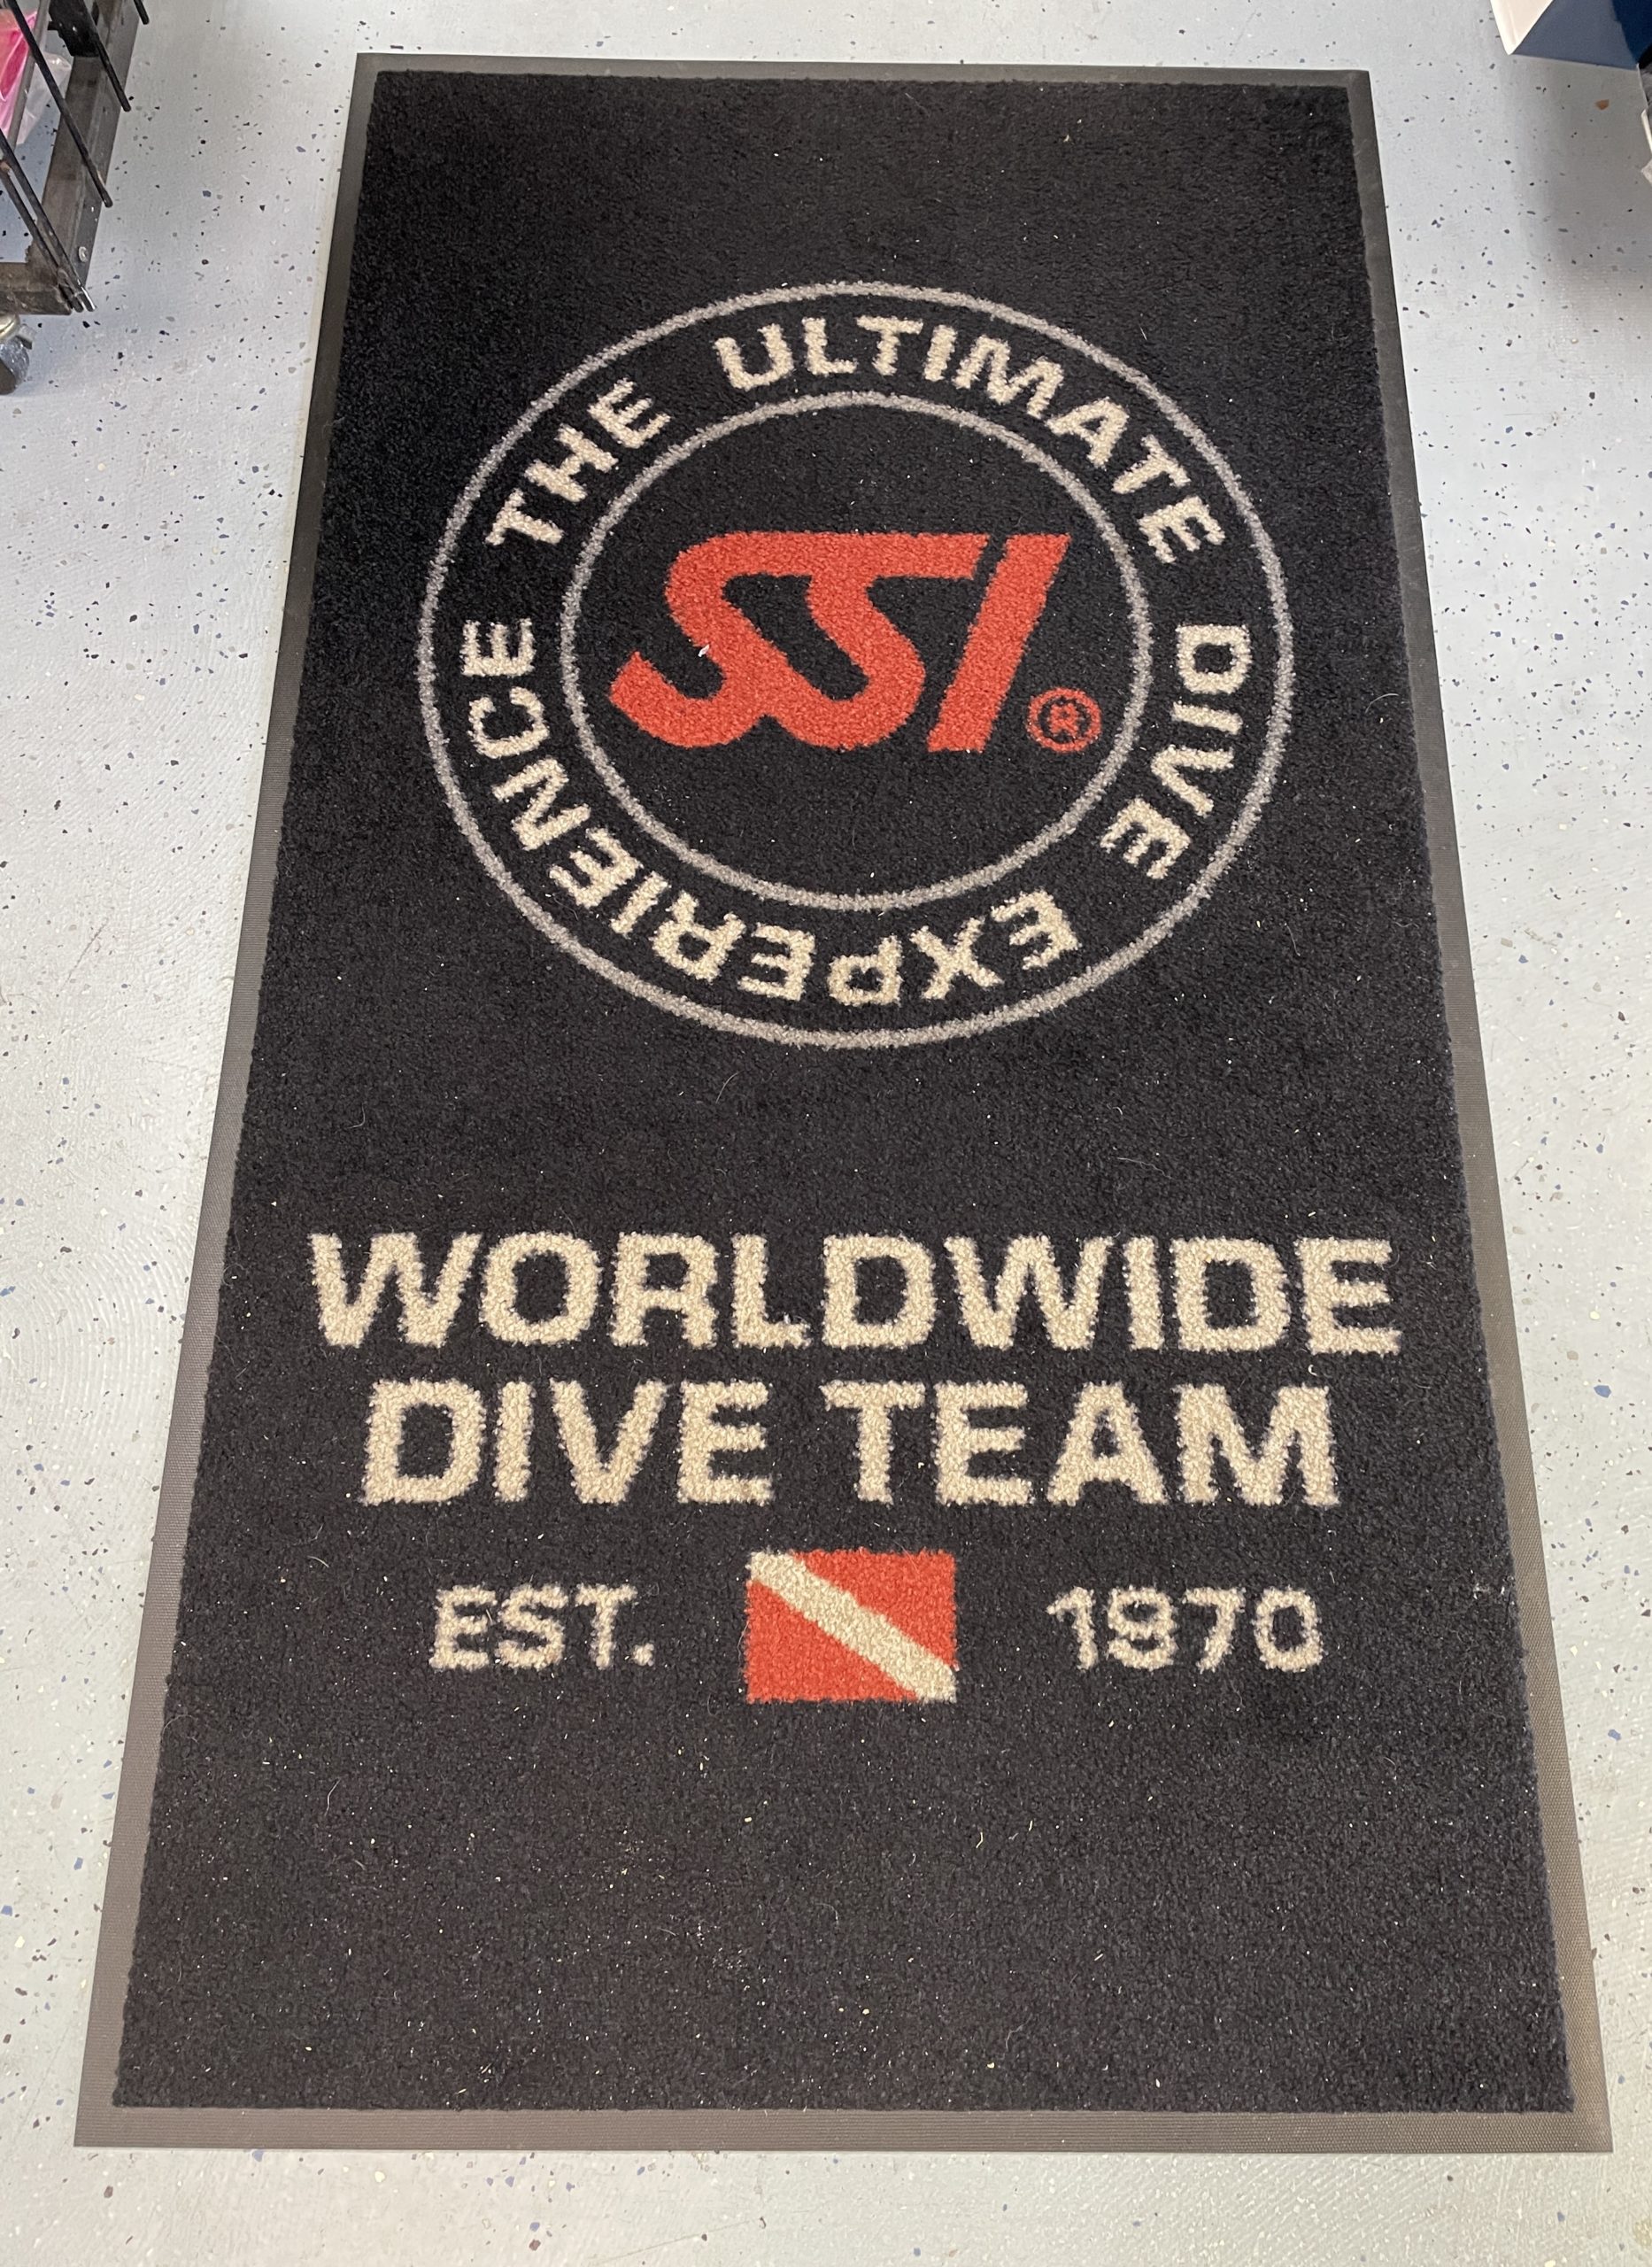 THE ULTIMATE DIVE EXPERIENCE
SSI®
WORLDWIDE
DIVE TEAM
EST. 1970